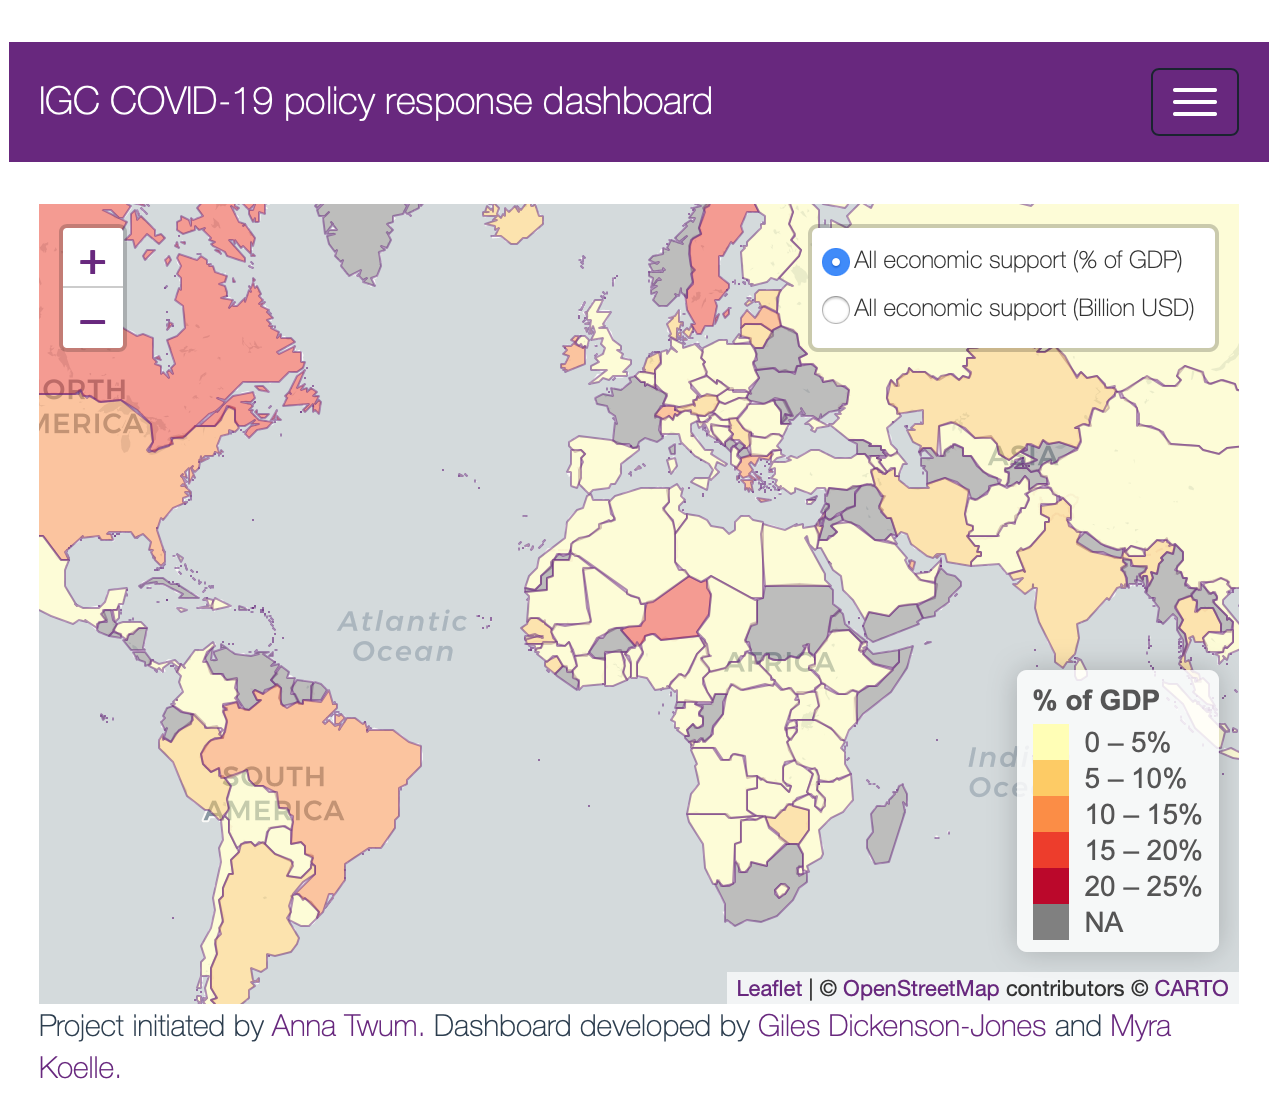 IGC COVID-19 policy response dashboard
+
−
All economic support (% of GDP)
All economic support (Billion USD)
ORTH
MERICA
ASIA
Atlantic
Ocean
AFRICA
SOUTH
AMERICA
Indi
Oce
% of GDP
0 – 5%
5 – 10%
10 – 15%
15 – 20%
20 – 25%
NA
Leaflet | © OpenStreetMap contributors © CARTO
Project initiated by Anna Twum. Dashboard developed by Giles Dickenson-Jones and Myra
Koelle.